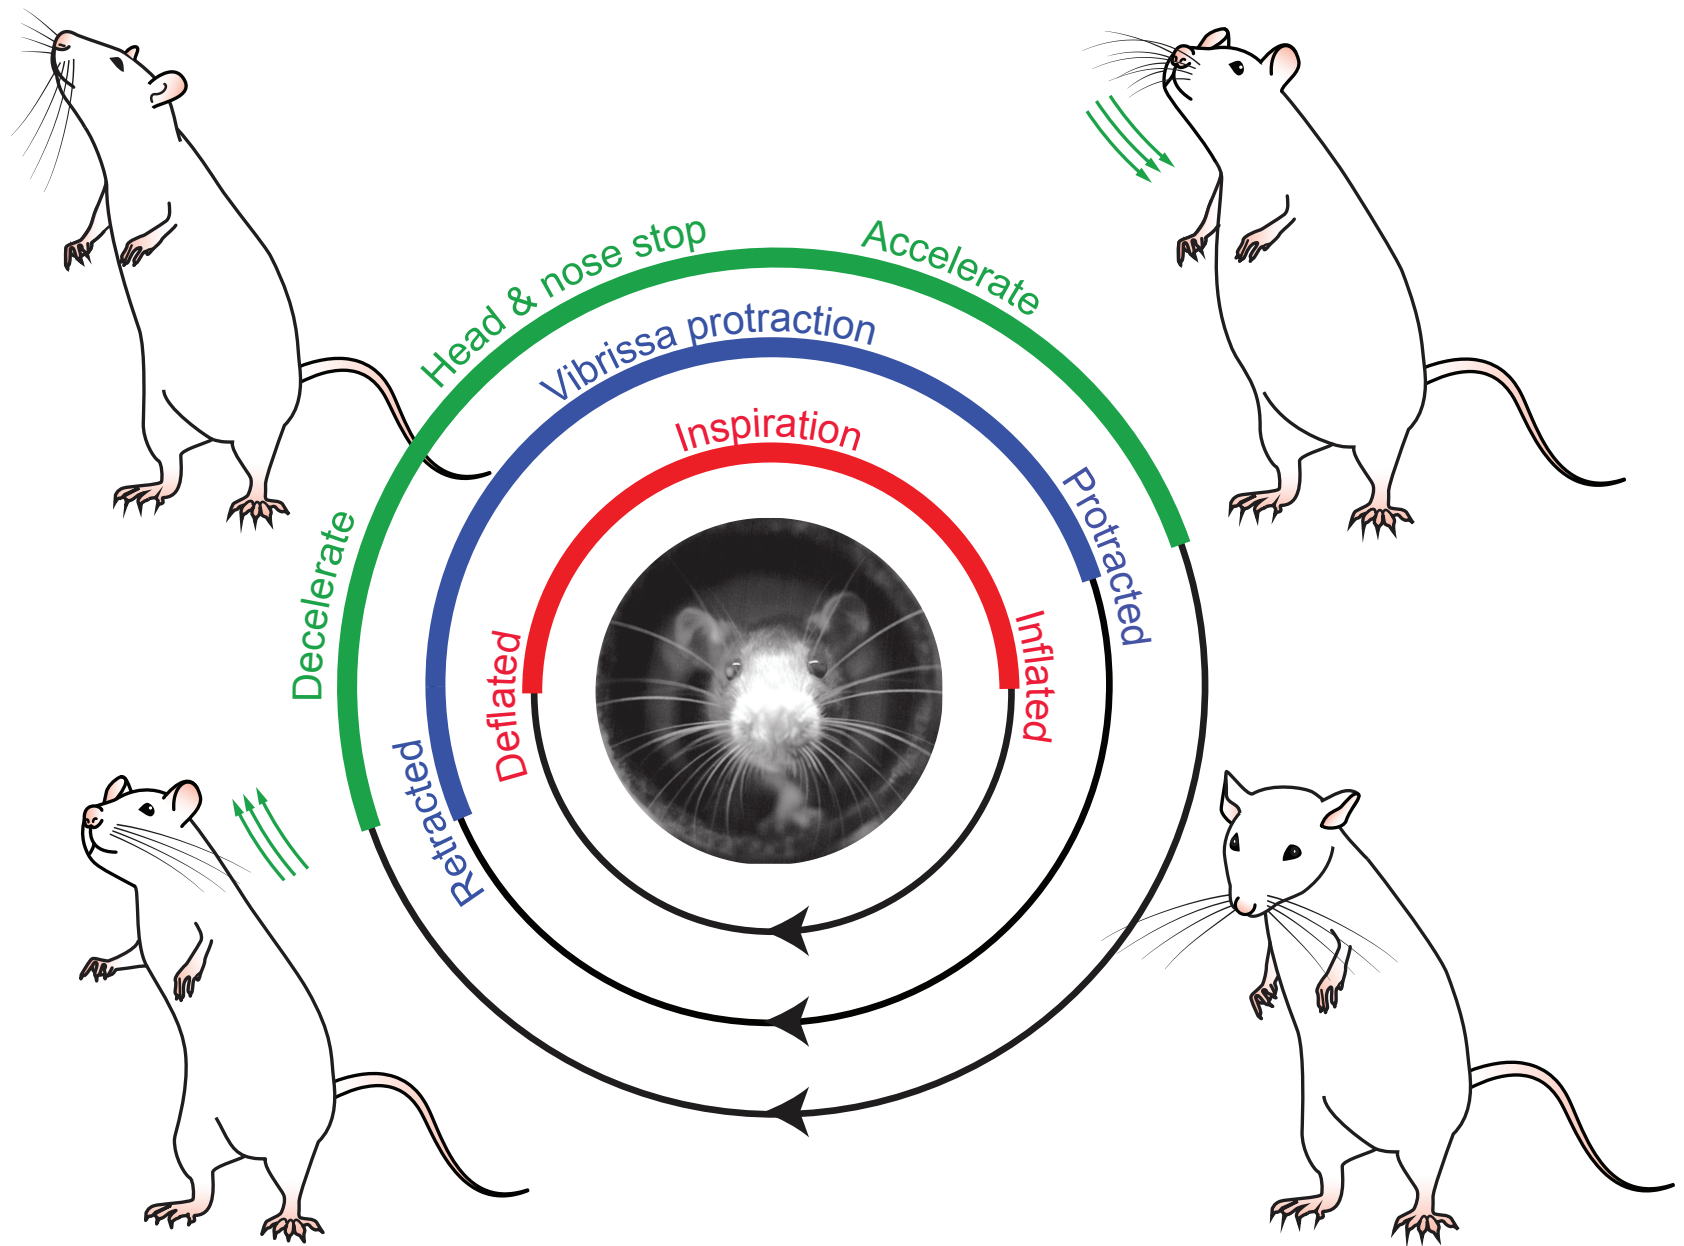 Head & nose stop
Accelerate
Decelerate
Vibrissa protraction
Protracted
Retracted
Inspiration
Inflated
Deflated